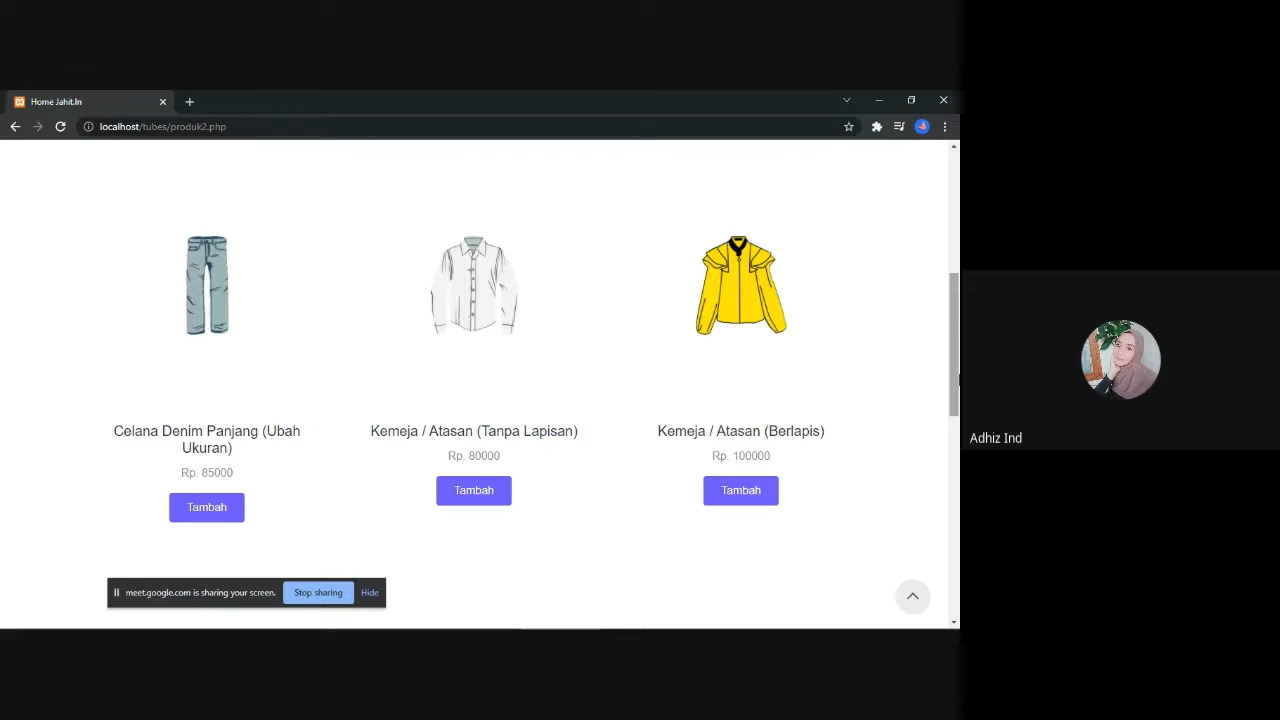 Home Jahit.In
localhost/tubes/produk2.php
Celana Denim Panjang (Ubah
Ukuran)
Rp. 85000
Tambah
Kemeja / Atasan (Tanpa Lapisan)
Rp. 80000
Tambah
Kemeja / Atasan (Berlapis)
Rp. 100000
Tambah
meet.google.com is sharing your screen.
Stop sharing
Hide
Adhiz Ind